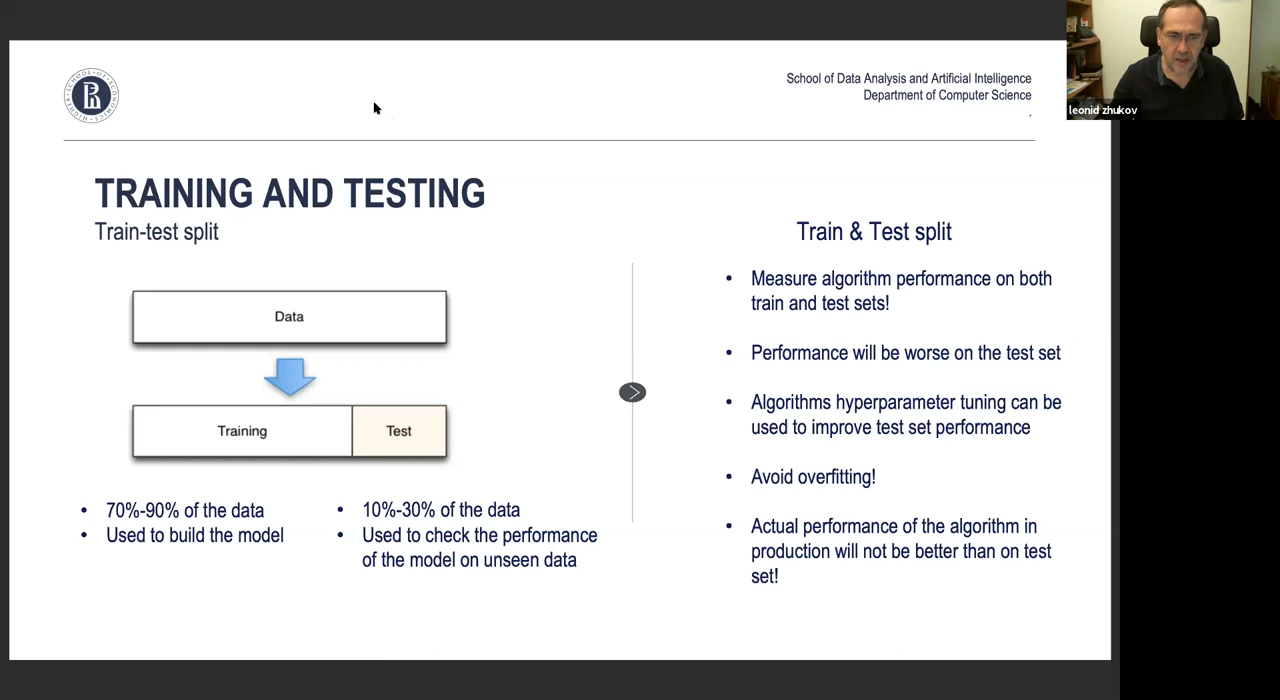 School of Data Analysis and Artificial Intelligence
Department of Computer Science
leonid zhukov
TRAINING AND TESTING
Train-test split
Data
Training
Test
• 70%-90% of the data
• Used to build the model
• 10%-30% of the data
• Used to check the performance
of the model on unseen data
Train & Test split
• Measure algorithm performance on both
train and test sets!
• Performance will be worse on the test set
• Algorithms hyperparameter tuning can be
used to improve test set performance
• Avoid overfitting!
• Actual performance of the algorithm in
production will not be better than on test
set!